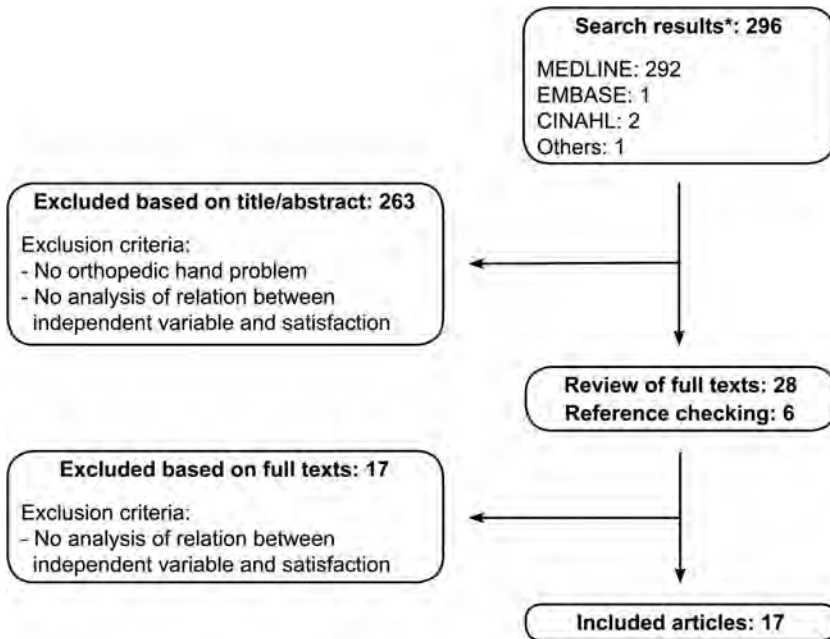 Search results*: 296
MEDLINE: 292
EMBASE: 1
CINAHL: 2
Others: 1
Excluded based on title/abstract: 263
Exclusion criteria:
- No orthopedic hand problem
- No analysis of relation between
independent variable and satisfaction
Review of full texts: 28
Reference checking: 6
Excluded based on full texts: 17
Exclusion criteria:
- No analysis of relation between
independent variable and satisfaction
Included articles: 17